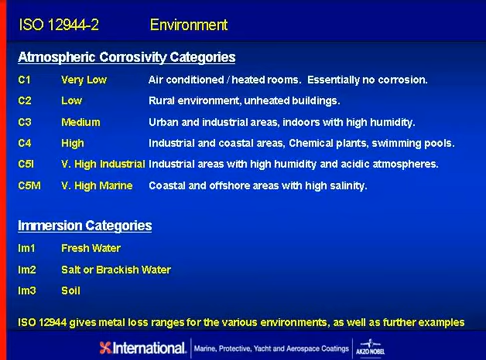 ISO 12944-2 Environment
Atmospheric Corrosivity Categories
C1 Very Low Air conditioned / heated rooms. Essentially no corrosion.
C2 Low Rural environment, unheated buildings.
C3 Medium Urban and industrial areas, indoors with high humidity.
C4 High Industrial and coastal areas, Chemical plants, swimming pools.
C5I V. High Industrial Industrial areas with high humidity and acidic atmospheres.
C5M V. High Marine Coastal and offshore areas with high salinity.
Immersion Categories
Im1 Fresh Water
Im2 Salt or Brackish Water
Im3 Soil
ISO 12944 gives metal loss ranges for the various environments, as well as further examples
International. Marine, Protective, Yacht and Aerospace Coatings AKZO NOBEL